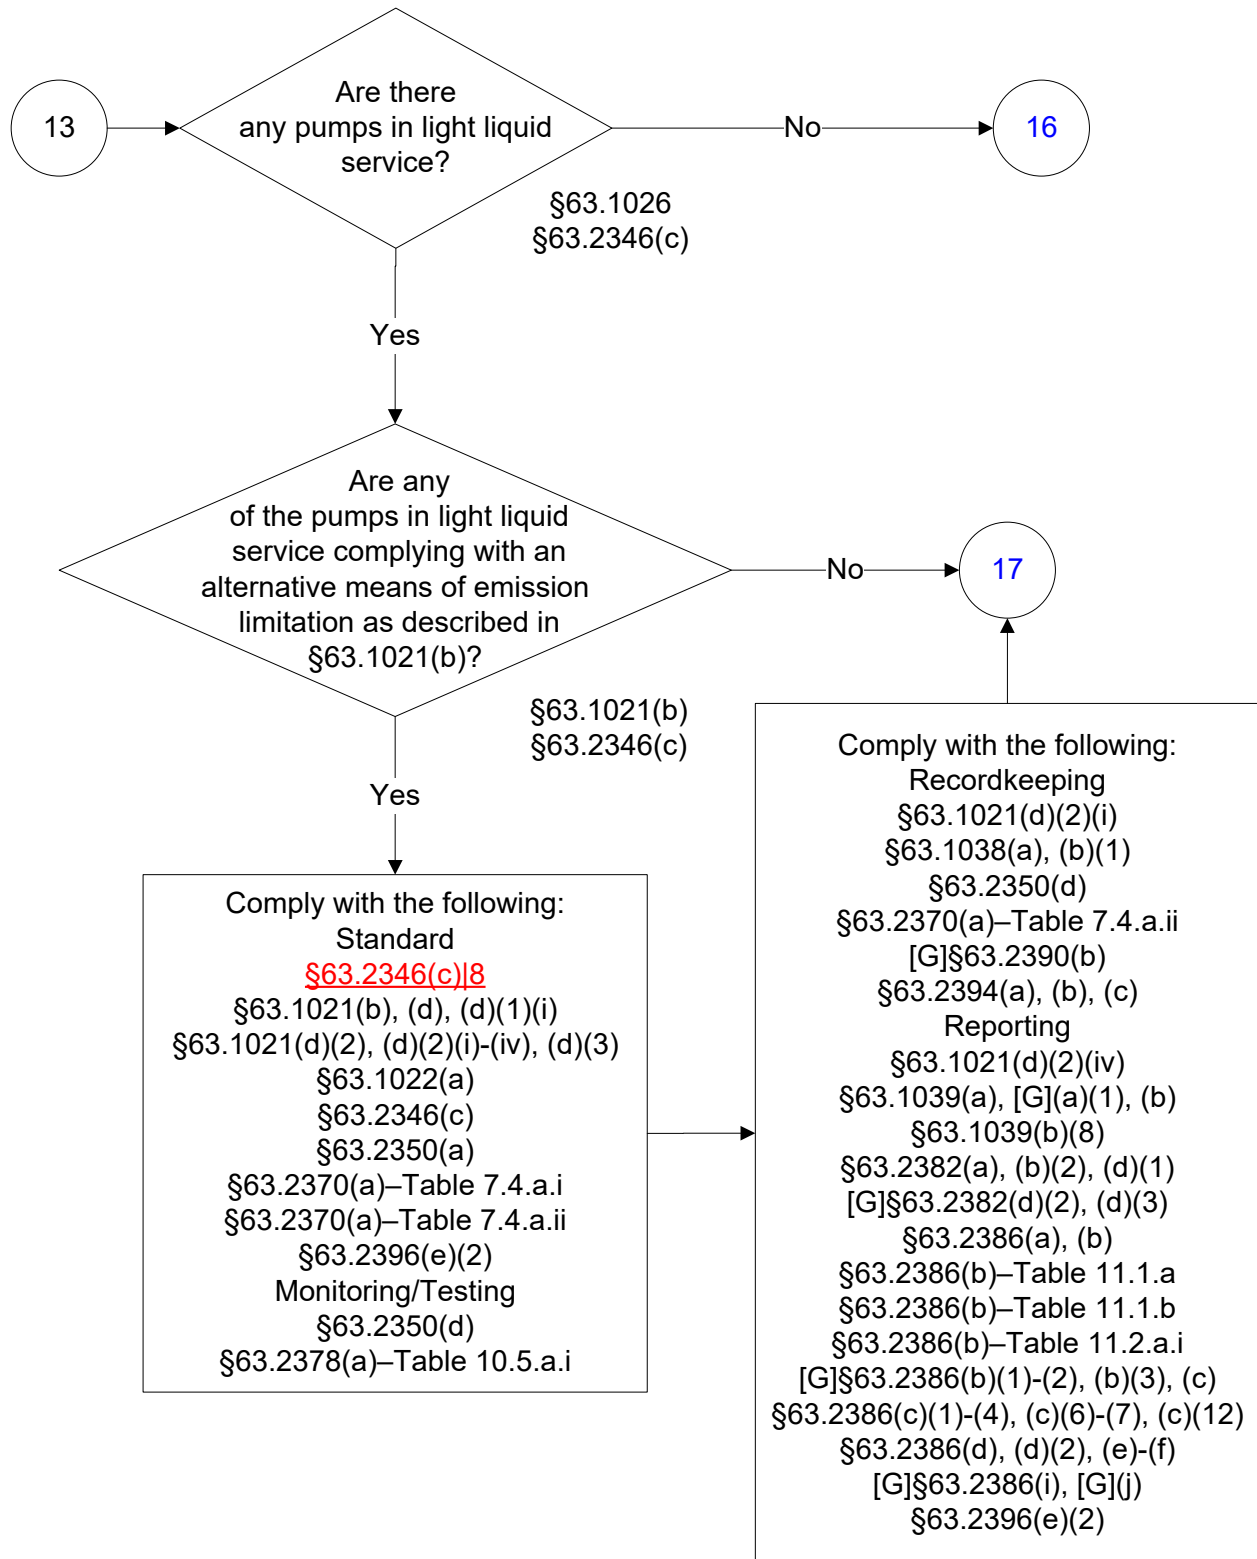 13
Are there
any pumps in light liquid
service?
No
16
§63.1026
§63.2346(c)
Yes
Are any
of the pumps in light liquid
service complying with an
alternative means of emission
limitation as described in
§63.1021(b)?
No
17
§63.1021(b)
§63.2346(c)
Yes
Comply with the following:
Standard
§63.2346(c)|8
§63.1021(b), (d), (d)(1)(i)
§63.1021(d)(2), (d)(2)(i)-(iv), (d)(3)
§63.1022(a)
§63.2346(c)
§63.2350(a)
§63.2370(a)–Table 7.4.a.i
§63.2370(a)–Table 7.4.a.ii
§63.2396(e)(2)
Monitoring/Testing
§63.2350(d)
§63.2378(a)–Table 10.5.a.i
Comply with the following:
Recordkeeping
§63.1021(d)(2)(i)
§63.1038(a), (b)(1)
§63.2350(d)
§63.2370(a)–Table 7.4.a.ii
[G]§63.2390(b)
§63.2394(a), (b), (c)
Reporting
§63.1021(d)(2)(iv)
§63.1039(a), [G](a)(1), (b)
§63.1039(b)(8)
§63.2382(a), (b)(2), (d)(1)
[G]§63.2382(d)(2), (d)(3)
§63.2386(a), (b)
§63.2386(b)–Table 11.1.a
§63.2386(b)–Table 11.1.b
§63.2386(b)–Table 11.2.a.i
[G]§63.2386(b)(1)-(2), (b)(3), (c)
§63.2386(c)(1)-(4), (c)(6)-(7), (c)(12)
§63.2386(d), (d)(2), (e)-(f)
[G]§63.2386(i), [G](j)
§63.2396(e)(2)